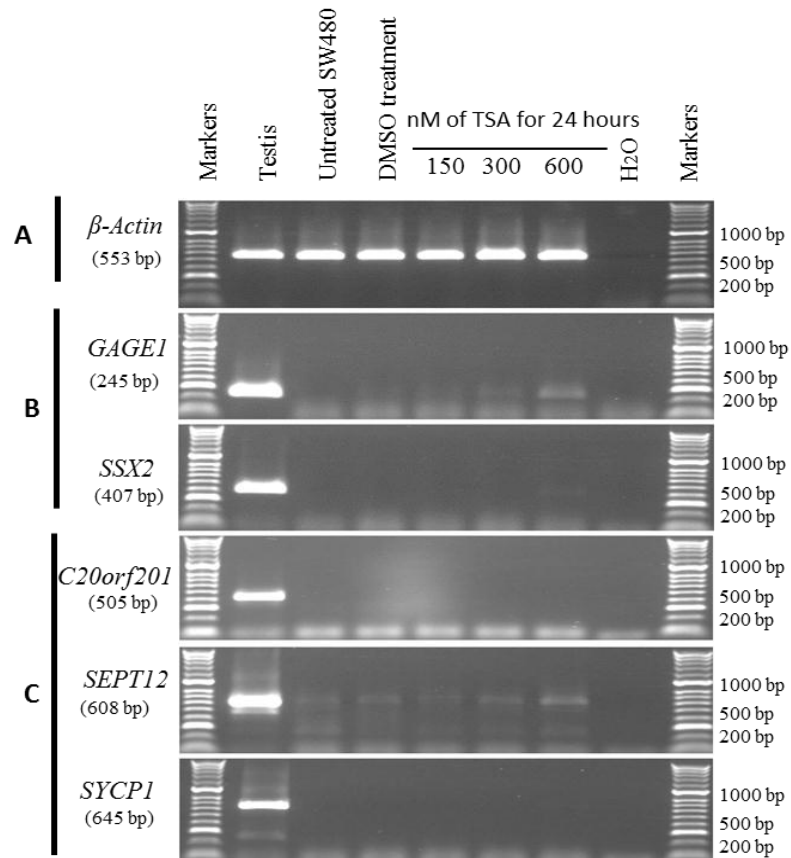 Markers
Testis
Untreated SW480
DMSO treatment
nM of TSA for 24 hours
150 300 600
H2O
Markers
A
β-Actin
(553 bp)
1000 bp
500 bp
200 bp
B
GAGE1
(245 bp)
1000 bp
500 bp
200 bp
SSX2
(407 bp)
1000 bp
500 bp
200 bp
C
C20orf201
(505 bp)
1000 bp
500 bp
200 bp
SEPT12
(608 bp)
1000 bp
500 bp
200 bp
SYCP1
(645 bp)
1000 bp
500 bp
200 bp